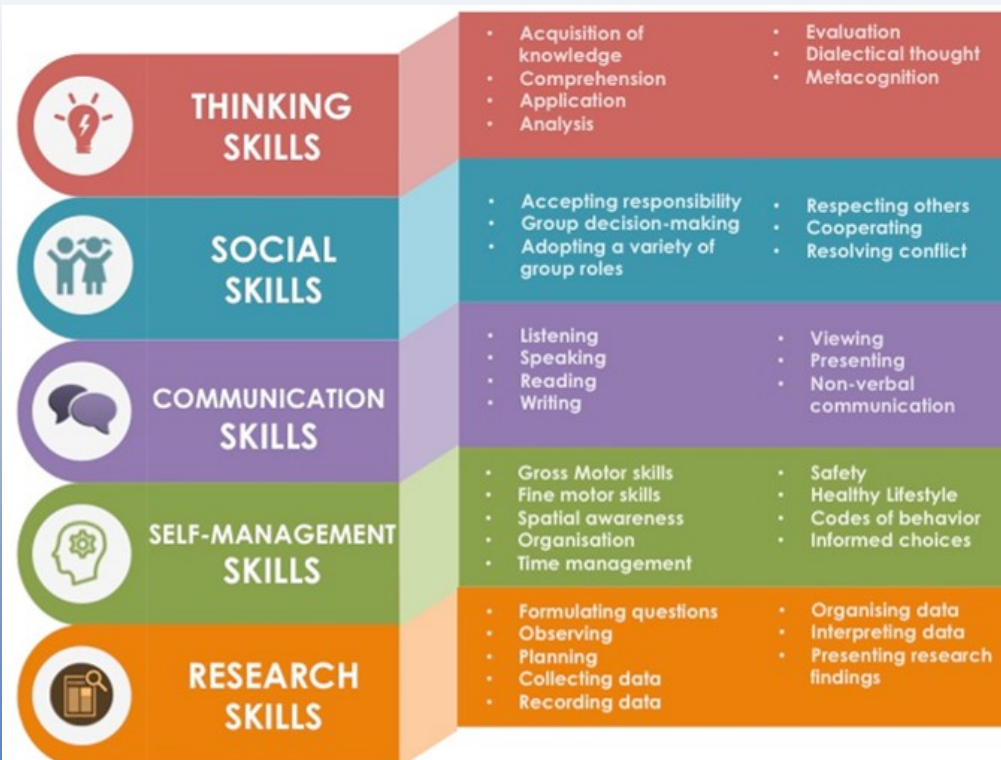 THINKING
SKILLS
Acquisition of
knowledge
Comprehension
Application
Analysis
Evaluation
Dialectical thought
Metacognition
SOCIAL
SKILLS
Accepting responsibility
Group decision-making
Adopting a variety of
group roles
Respecting others
Cooperating
Resolving conflict
COMMUNICATION
SKILLS
Listening
Speaking
Reading
Writing
Viewing
Presenting
Non-verbal
communication
SELF-MANAGEMENT
SKILLS
Gross Motor skills
Fine motor skills
Spatial awareness
Organisation
Time management
Safety
Healthy Lifestyle
Codes of behavior
Informed choices
RESEARCH
SKILLS
Formulating questions
Observing
Planning
Collecting data
Recording data
Organising data
Interpreting data
Presenting research
findings